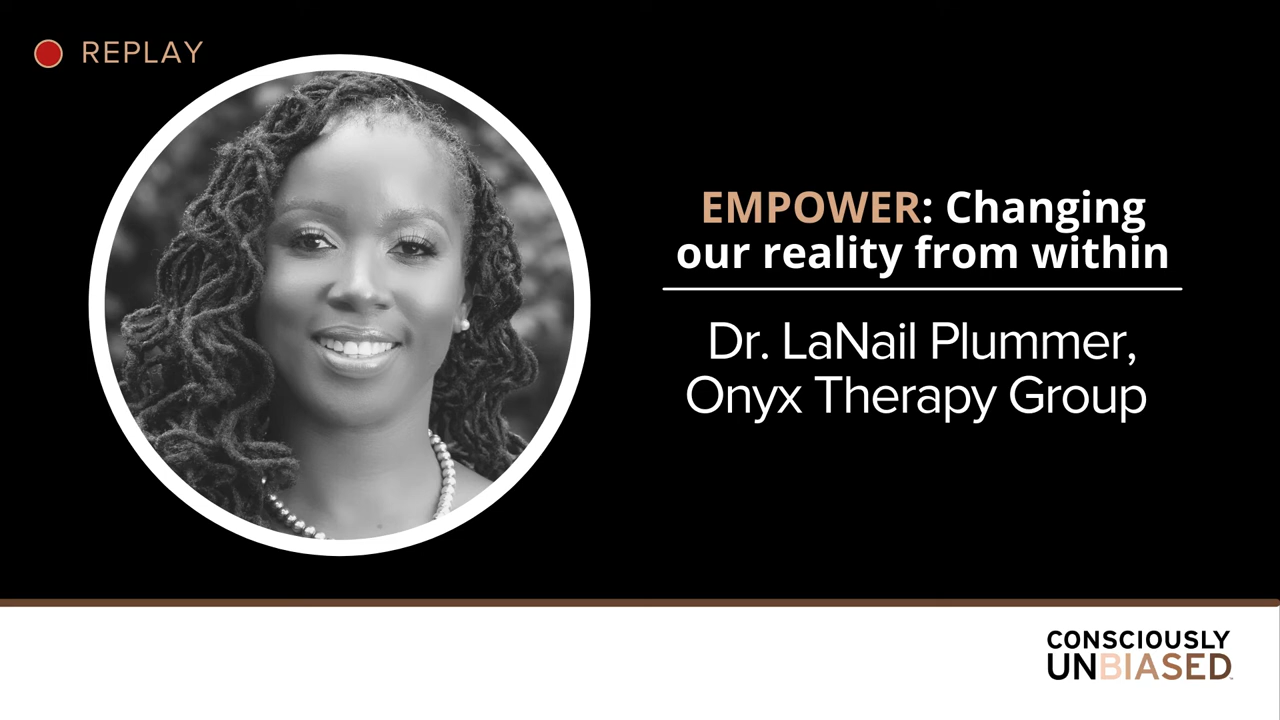 REPLAY
EMPOWER: Changing
our reality from within
Dr. LaNail Plummer,
Onyx Therapy Group
CONSCIOUSLY
UNBIASED